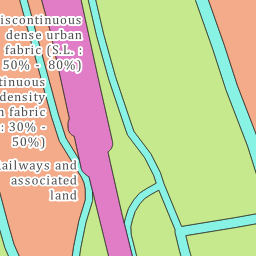 iscontinuous
dense urban
fabric (S.L. :
50% - 80%)
tinuous
density
n fabric
: 30% -
50%)
ailways and
associated
land